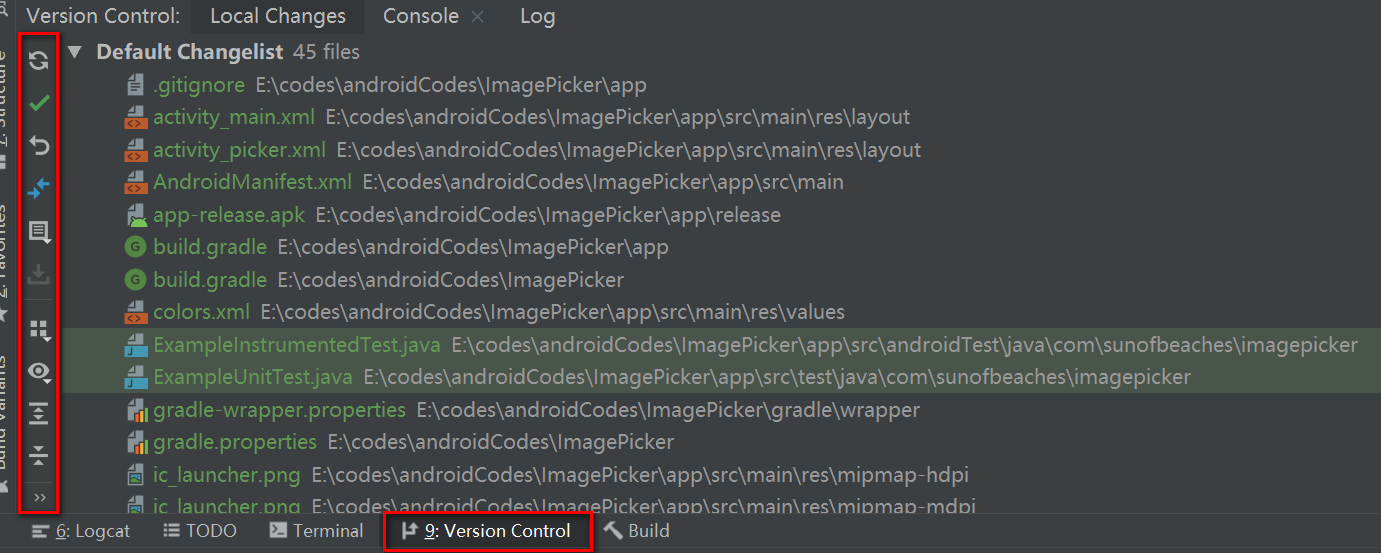 Version Control: Local Changes Console Log
Default Changelist 45 files
.gitignore E:\codes\androidCodes\ImagePicker\app
activity_main.xml E:\codes\androidCodes\ImagePicker\app\src\main\res\layout
activity_picker.xml E:\codes\androidCodes\ImagePicker\app\src\main\res\layout
AndroidManifest.xml E:\codes\androidCodes\ImagePicker\app\src\main
app-release.apk E:\codes\androidCodes\ImagePicker\app\release
build.gradle E:\codes\androidCodes\ImagePicker\app
build.gradle E:\codes\androidCodes\ImagePicker
colors.xml E:\codes\androidCodes\ImagePicker\app\src\main\res\values
ExampleInstrumentedTest.java E:\codes\androidCodes\ImagePicker\app\src\androidTest\java\com\sunofbeaches\imagepicker
ExampleUnitTest.java E:\codes\androidCodes\ImagePicker\app\src\test\java\com\sunofbeaches\imagepicker
gradle-wrapper.properties E:\codes\androidCodes\ImagePicker\gradle\wrapper
gradle.properties E:\codes\androidCodes\ImagePicker
ic_launcher.png E:\codes\androidCodes\ImagePicker\app\src\main\res\mipmap-hdpi
ic_launcher.png E:\codes\androidCodes\ImagePicker\app\src\main\res\mipmap-mdpi
6: Logcat TODO Terminal 9: Version Control Build